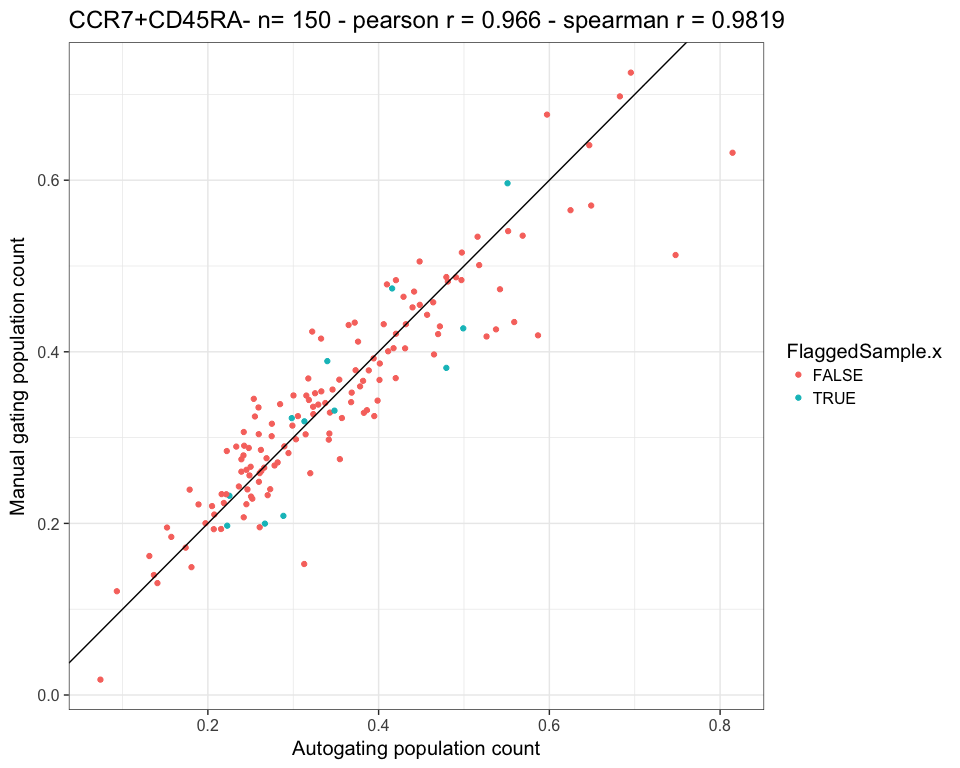 CCR7+CD45RA- n= 150 - pearson r = 0.966 - spearman r = 0.9819
Manual gating population count
0.6
0.4
0.2
0.0
0.2 0.4 0.6 0.8
Autogating population count
FlaggedSample.x
FALSE
TRUE